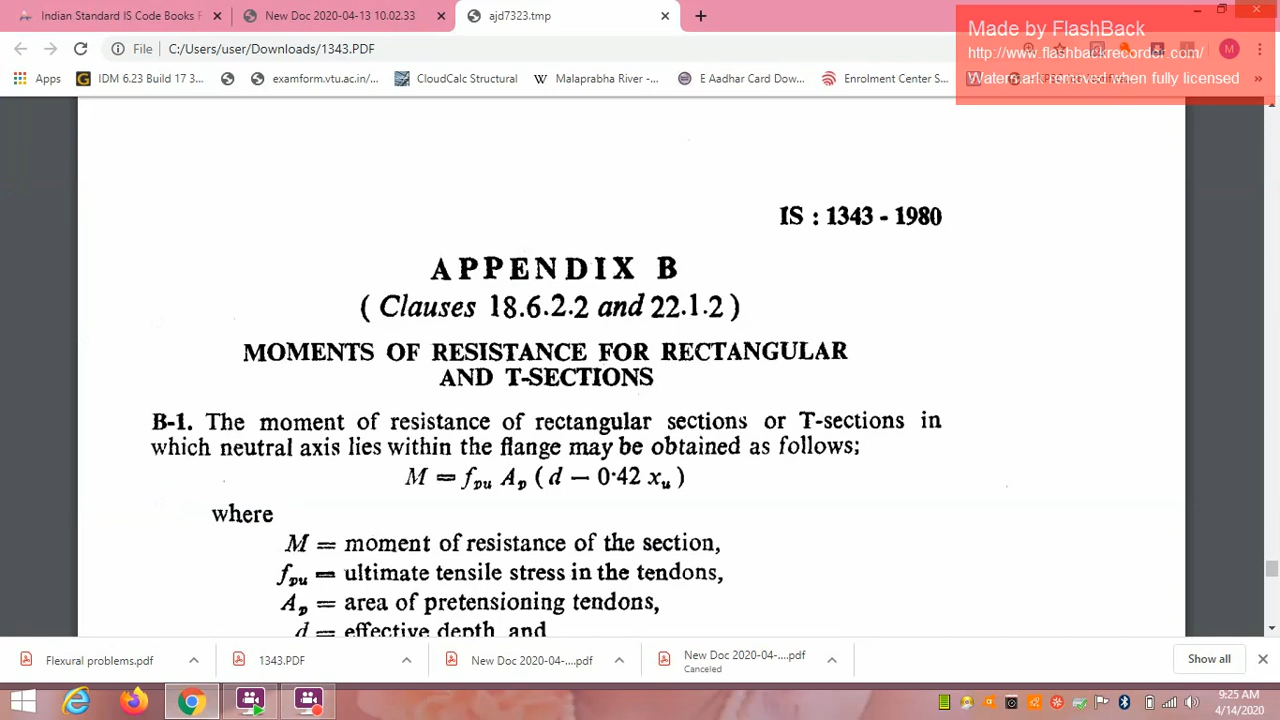 Indian Standard IS Code Books F
New Doc 2020-04-13 10.02.33
ajd7323.tmp
Made by FlashBack
http://www.flashbackrecorder.com/
Watermark removed when fully licensed
File
C:/Users/user/Downloads/1343.PDF
M
Apps
IDM 6.23 Build 17 3...
examform.vtu.ac.in/...
CloudCalc Structural
Malaprabha River -...
E Aadhar Card Dow...
Enrolment Center S...
IS : 1343 - 1980
APPENDIX B
( Clauses 18.6.2.2 and 22.1.2 )
MOMENTS OF RESISTANCE FOR RECTANGULAR
AND T-SECTIONS
B-1. The moment of resistance of rectangular sections or T-sections in
which neutral axis lies within the flange may be obtained as follows;
M = fpu Ap ( d — 0·42 xu )
where
M = moment of resistance of the section,
fpu = ultimate tensile stress in the tendons,
Ap = area of pretensioning tendons,
d = effective depth, and
Flexural problems.pdf
1343.PDF
New Doc 2020-04-....pdf
New Doc 2020-04-....pdf
Canceled
Show all
9:25 AM
4/14/2020